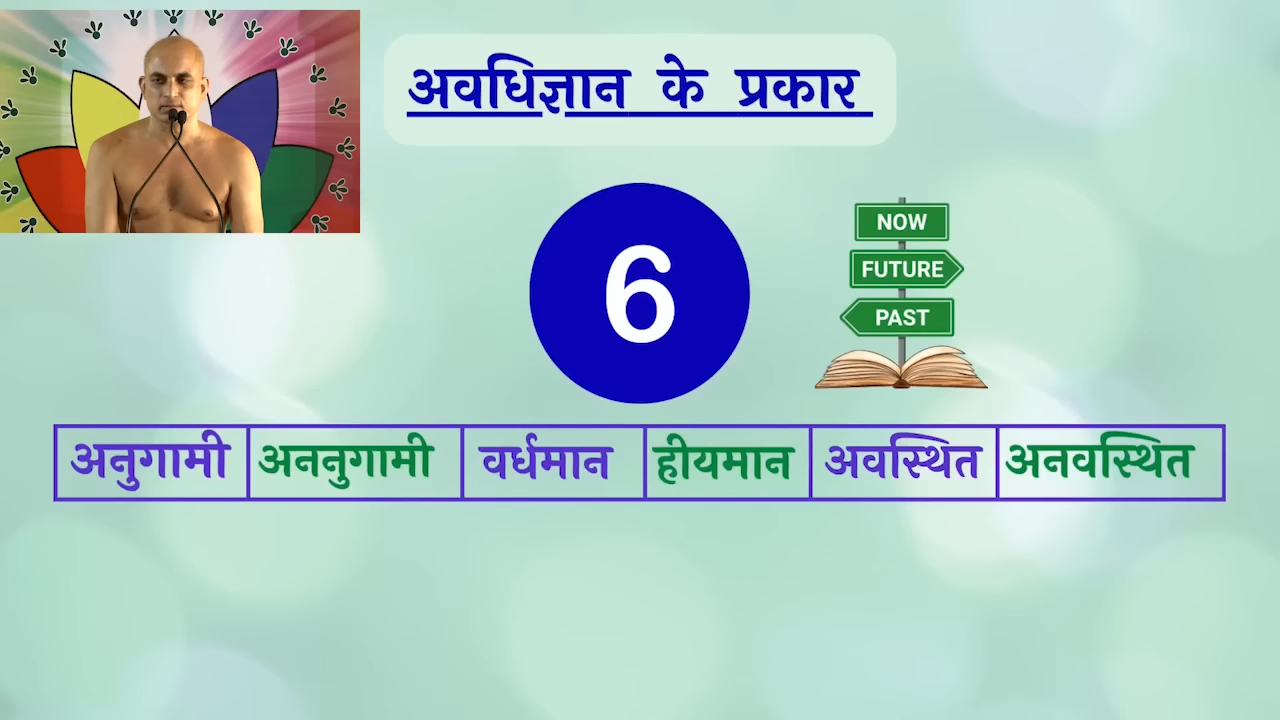 अवधिज्ञान के प्रकार
6
NOW
FUTURE
PAST
अनुगामी अननुगामी वर्धमान हीयमान अवस्थित अनवस्थित